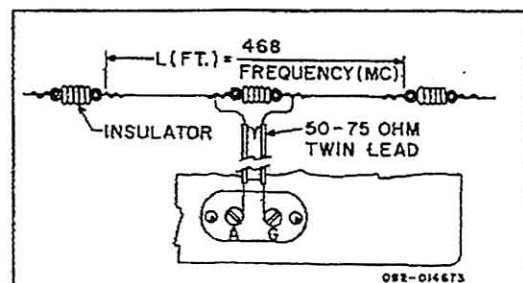 L(FT.) = 468
FREQUENCY(MC)
INSULATOR
50-75 OHM
TWIN LEAD
A G
082-014673